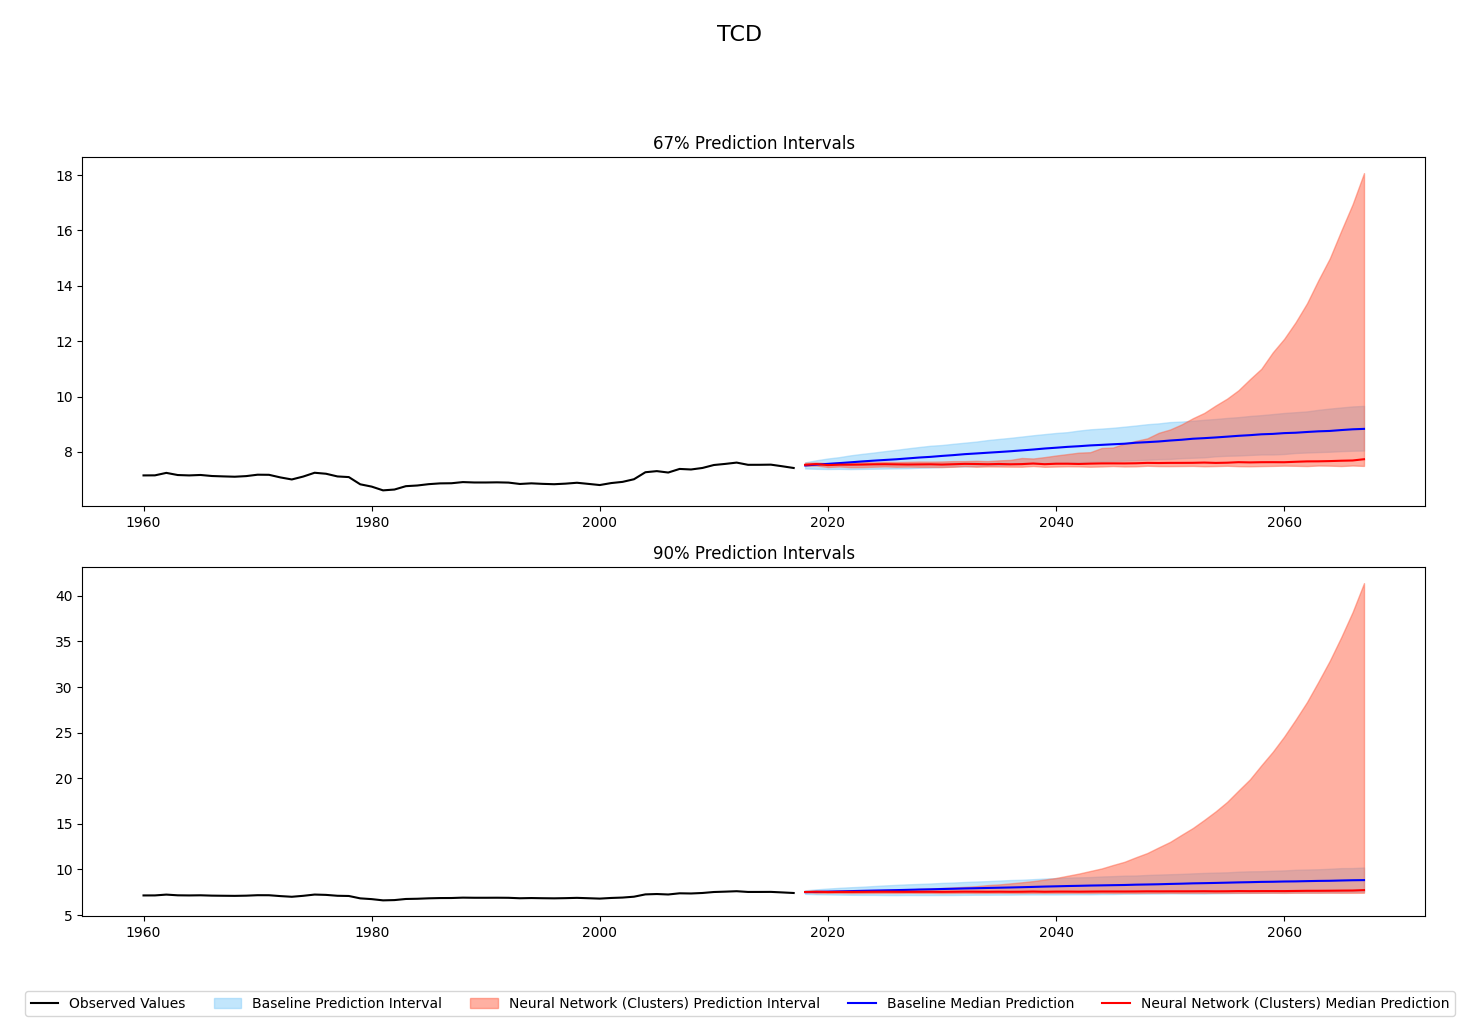 TCD
67% Prediction Intervals
18
16
14
12
10
8
1960 1980 2000 2020 2040 2060
90% Prediction Intervals
40
35
30
25
20
15
10
5
1960 1980 2000 2020 2040 2060
Observed Values Baseline Prediction Interval Neural Network (Clusters) Prediction Interval Baseline Median Prediction Neural Network (Clusters) Median Prediction